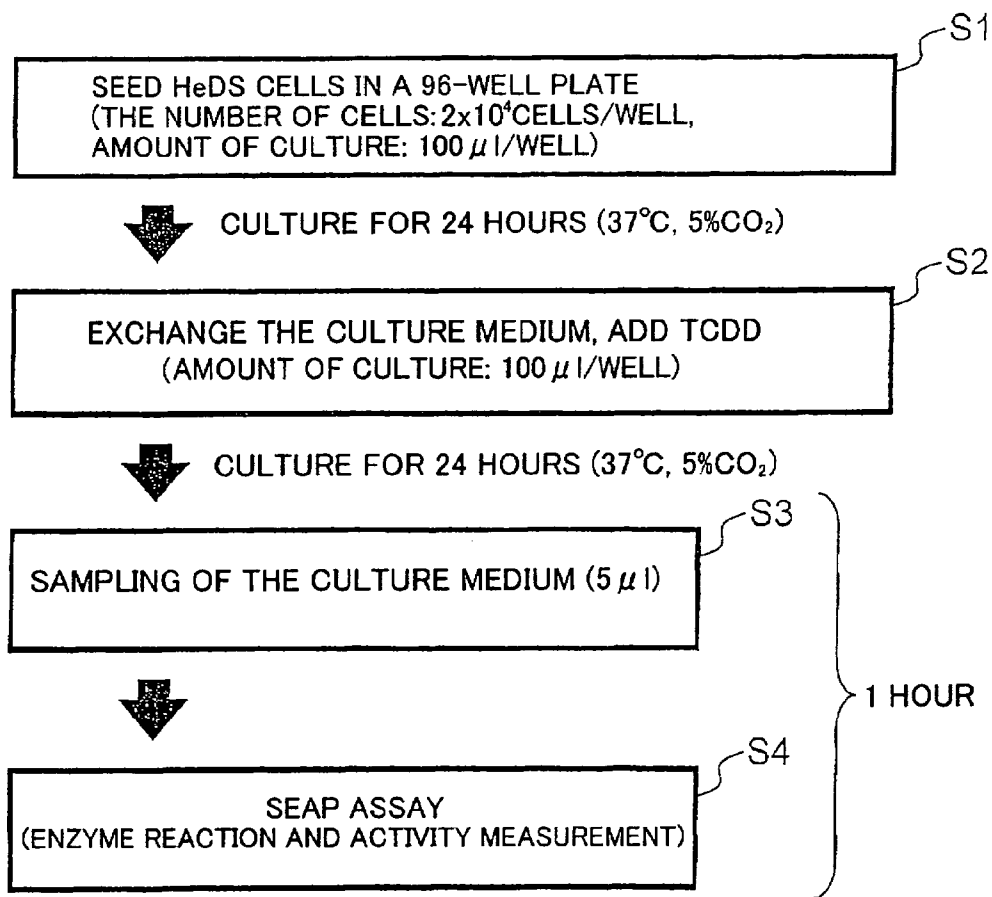 S1
SEED HeDS CELLS IN A 96-WELL PLATE
(THE NUMBER OF CELLS: 2x10⁴CELLS/WELL,
AMOUNT OF CULTURE: 100 μl/WELL)
CULTURE FOR 24 HOURS (37°C, 5%CO₂)
S2
EXCHANGE THE CULTURE MEDIUM, ADD TCDD
(AMOUNT OF CULTURE: 100 μl/WELL)
CULTURE FOR 24 HOURS (37°C, 5%CO₂)
S3
SAMPLING OF THE CULTURE MEDIUM (5 μl)
1 HOUR
S4
SEAP ASSAY
(ENZYME REACTION AND ACTIVITY MEASUREMENT)